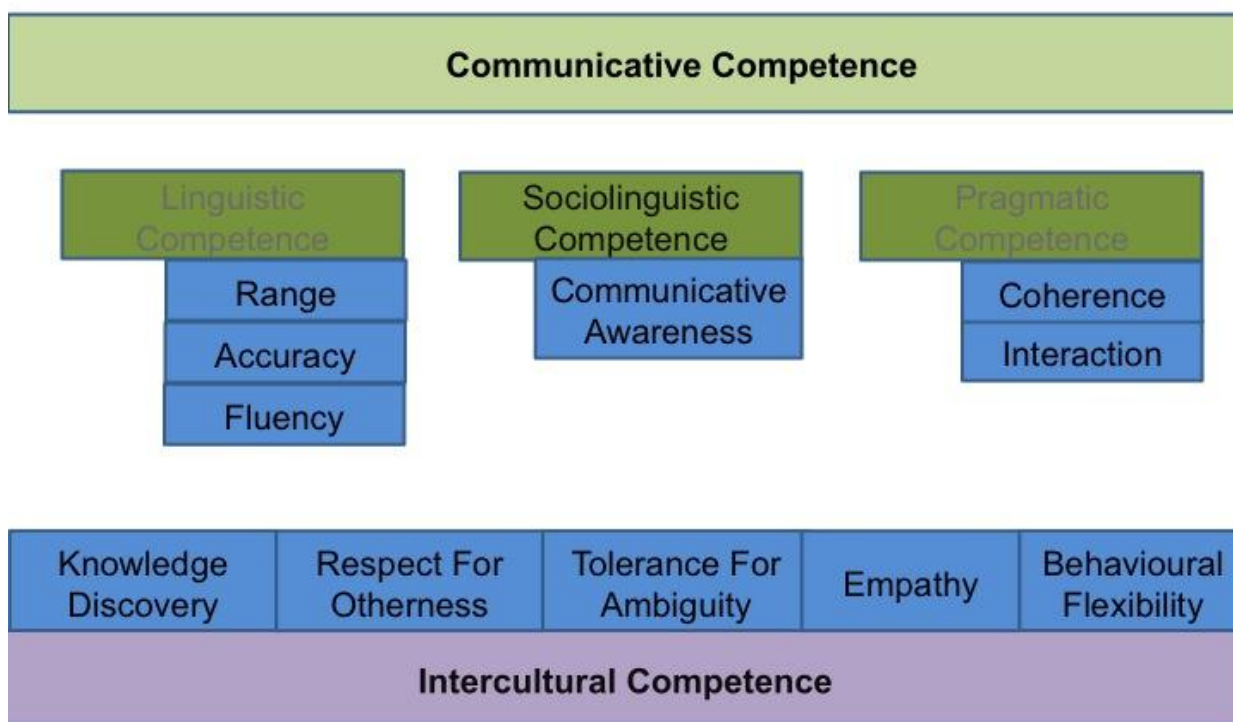 Communicative Competence
Linguistic
Competence
Range
Accuracy
Fluency
Sociolinguistic
Competence
Communicative
Awareness
Pragmatic
Competence
Coherence
Interaction
Knowledge
Discovery
Respect For
Otherness
Tolerance For
Ambiguity
Empathy
Behavioural
Flexibility
Intercultural Competence